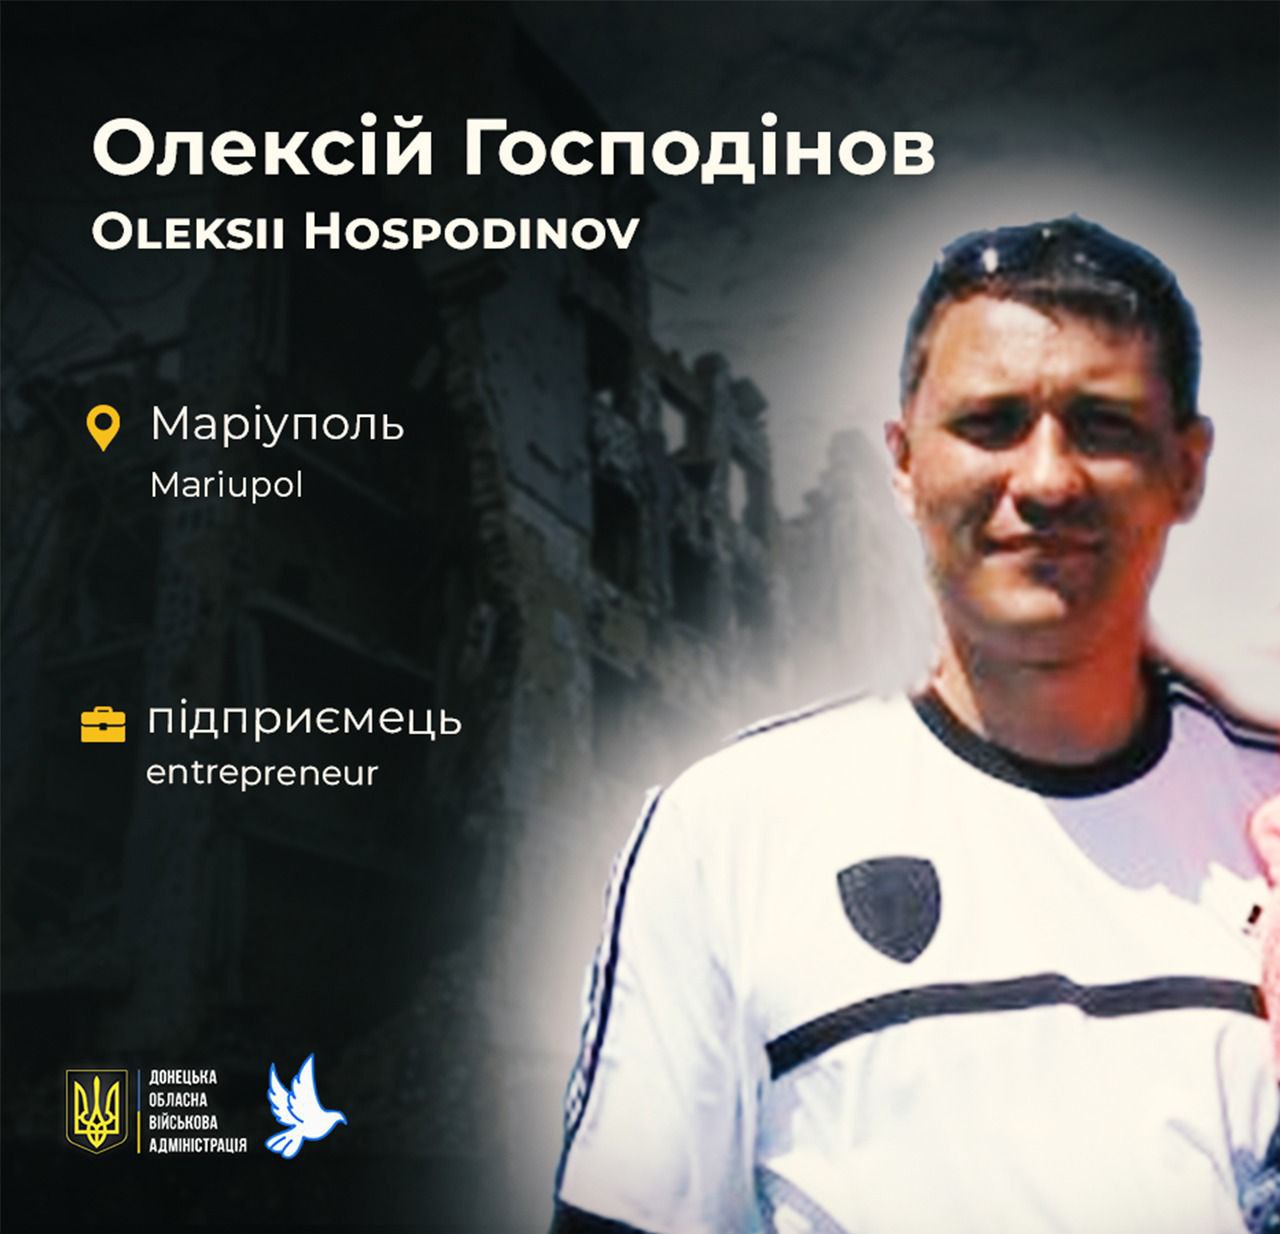 Олексій Господінов
Oleksii Hospodinov
Маріуполь
Mariupol
підприємець
entrepreneur
ДОНЕЦЬКА
ОБЛАСНА
ВІЙСЬКОВА
АДМІНІСТРАЦІЯ